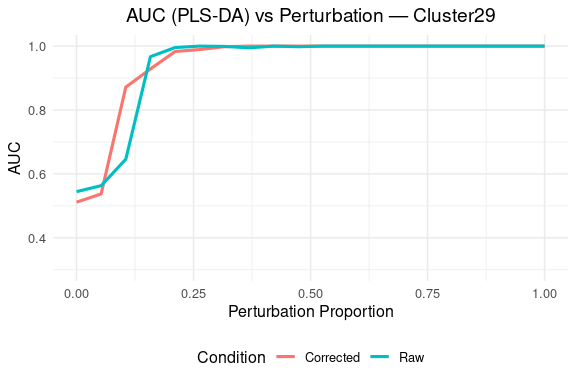 AUC (PLS-DA) vs Perturbation — Cluster29
AUC
1.0
0.8
0.6
0.4
0.00 0.25 0.50 0.75 1.00
Perturbation Proportion
Condition Corrected Raw